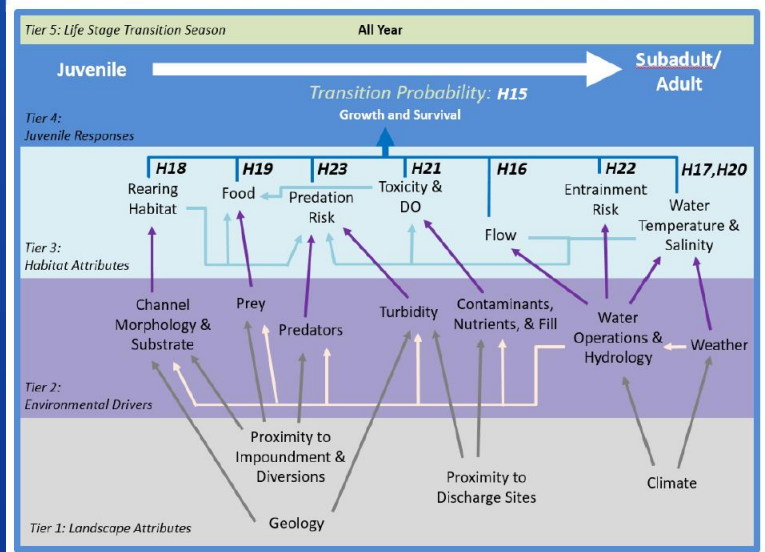 Tier 5: Life Stage Transition Season
All Year
Juvenile
Subadult/
Adult
Transition Probability: H15
Growth and Survival
Tier 4:
Juvenile Responses
H18
H19
H23
H21
H16
H22
H17,H20
Rearing
Habitat
Food
Predation
Risk
Toxicity &
DO
Flow
Entrainment
Risk
Water
Temperature &
Salinity
Tier 3:
Habitat Attributes
Channel
Morphology &
Substrate
Prey
Predators
Turbidity
Contaminants,
Nutrients, & Fill
Water
Operations &
Hydrology
Weather
Tier 2:
Environmental Drivers
Proximity to
Impoundment &
Diversions
Proximity to
Discharge Sites
Climate
Geology
Tier 1: Landscape Attributes